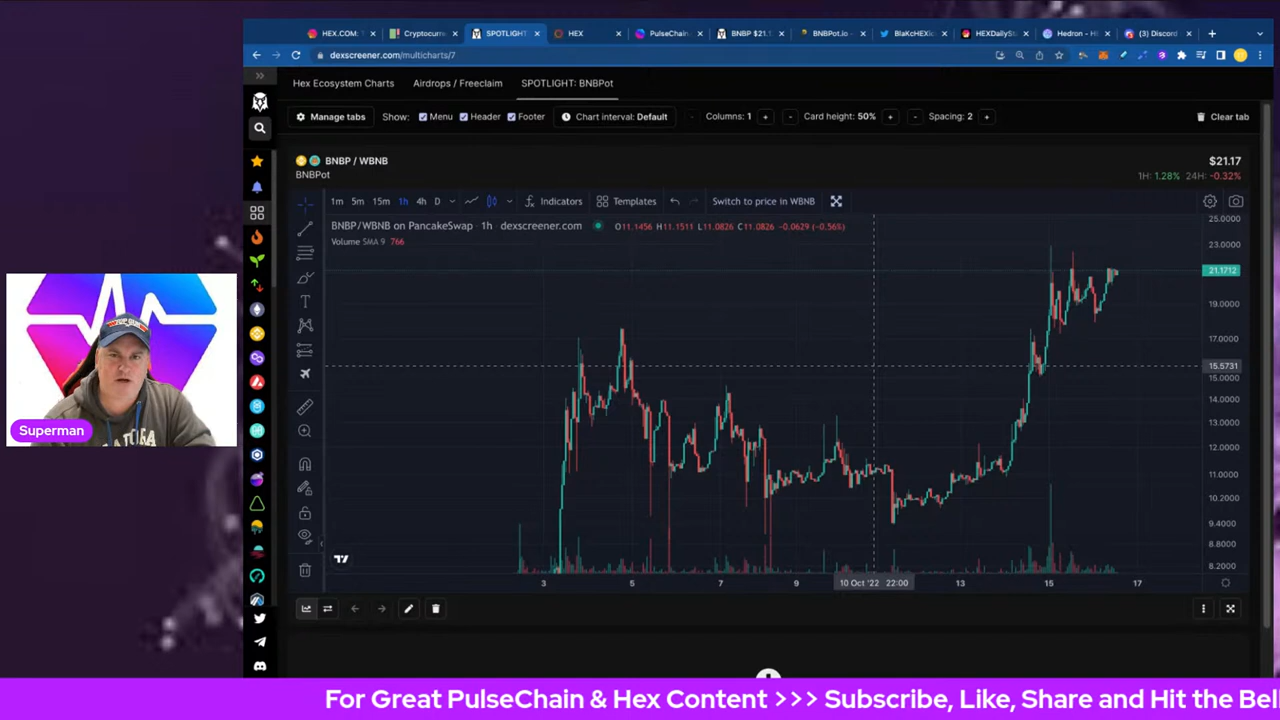 HEX.COM: T
Cryptocurre
SPOTLIGHT
HEX
PulseChain
BNBP $21.1
BNBPot.io -
BlaKCHEXic
HEXDailySt
Hedron - H
(3) Discord
dexscreener.com/multicharts/7
Hex Ecosystem Charts
Airdrops / Freeclaim
SPOTLIGHT: BNBPOT
Manage tabs
Show:
Menu
Header
Footer
Chart interval: Default
Columns: 1
Card height: 50%
Spacing: 2
Clear tab
BNBP / WBNB
BNBPot
$21.17
1H: 1.28% 24H: -0.32%
1m 5m 15m 1h 4h D
Indicators
Templates
Switch to price in WBNB
BNBP/WBNB on PancakeSwap · 1h · dexscreener.com
O11.1456 H11.1511 L11.0826 C11.0826 -0.0629 (-0.56%)
Volume SMA 9 766
25.0000
23.0000
21.1712
19.0000
17.0000
15.5731
15.0000
14.0000
13.0000
12.0000
11.0000
10.2000
9.4000
8.8000
8.2000
3 5 7 9 10 Oct '22 22:00 13 15 17
TOP GUN
Superman
For Great PulseChain & Hex Content >>> Subscribe, Like, Share and Hit the Bell